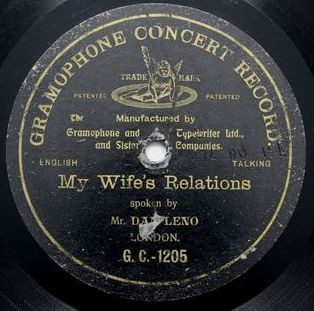 GRAMOPHONE CONCERT RECORD
TRADE MARK
PATENTED PATENTED
The Manufactured by
Gramophone and Typewriter Ltd.,
and Sister Companies.
ENGLISH TALKING
My Wife's Relations
spoken by
Mr. DAN LENO
LONDON.
G. C.-1205